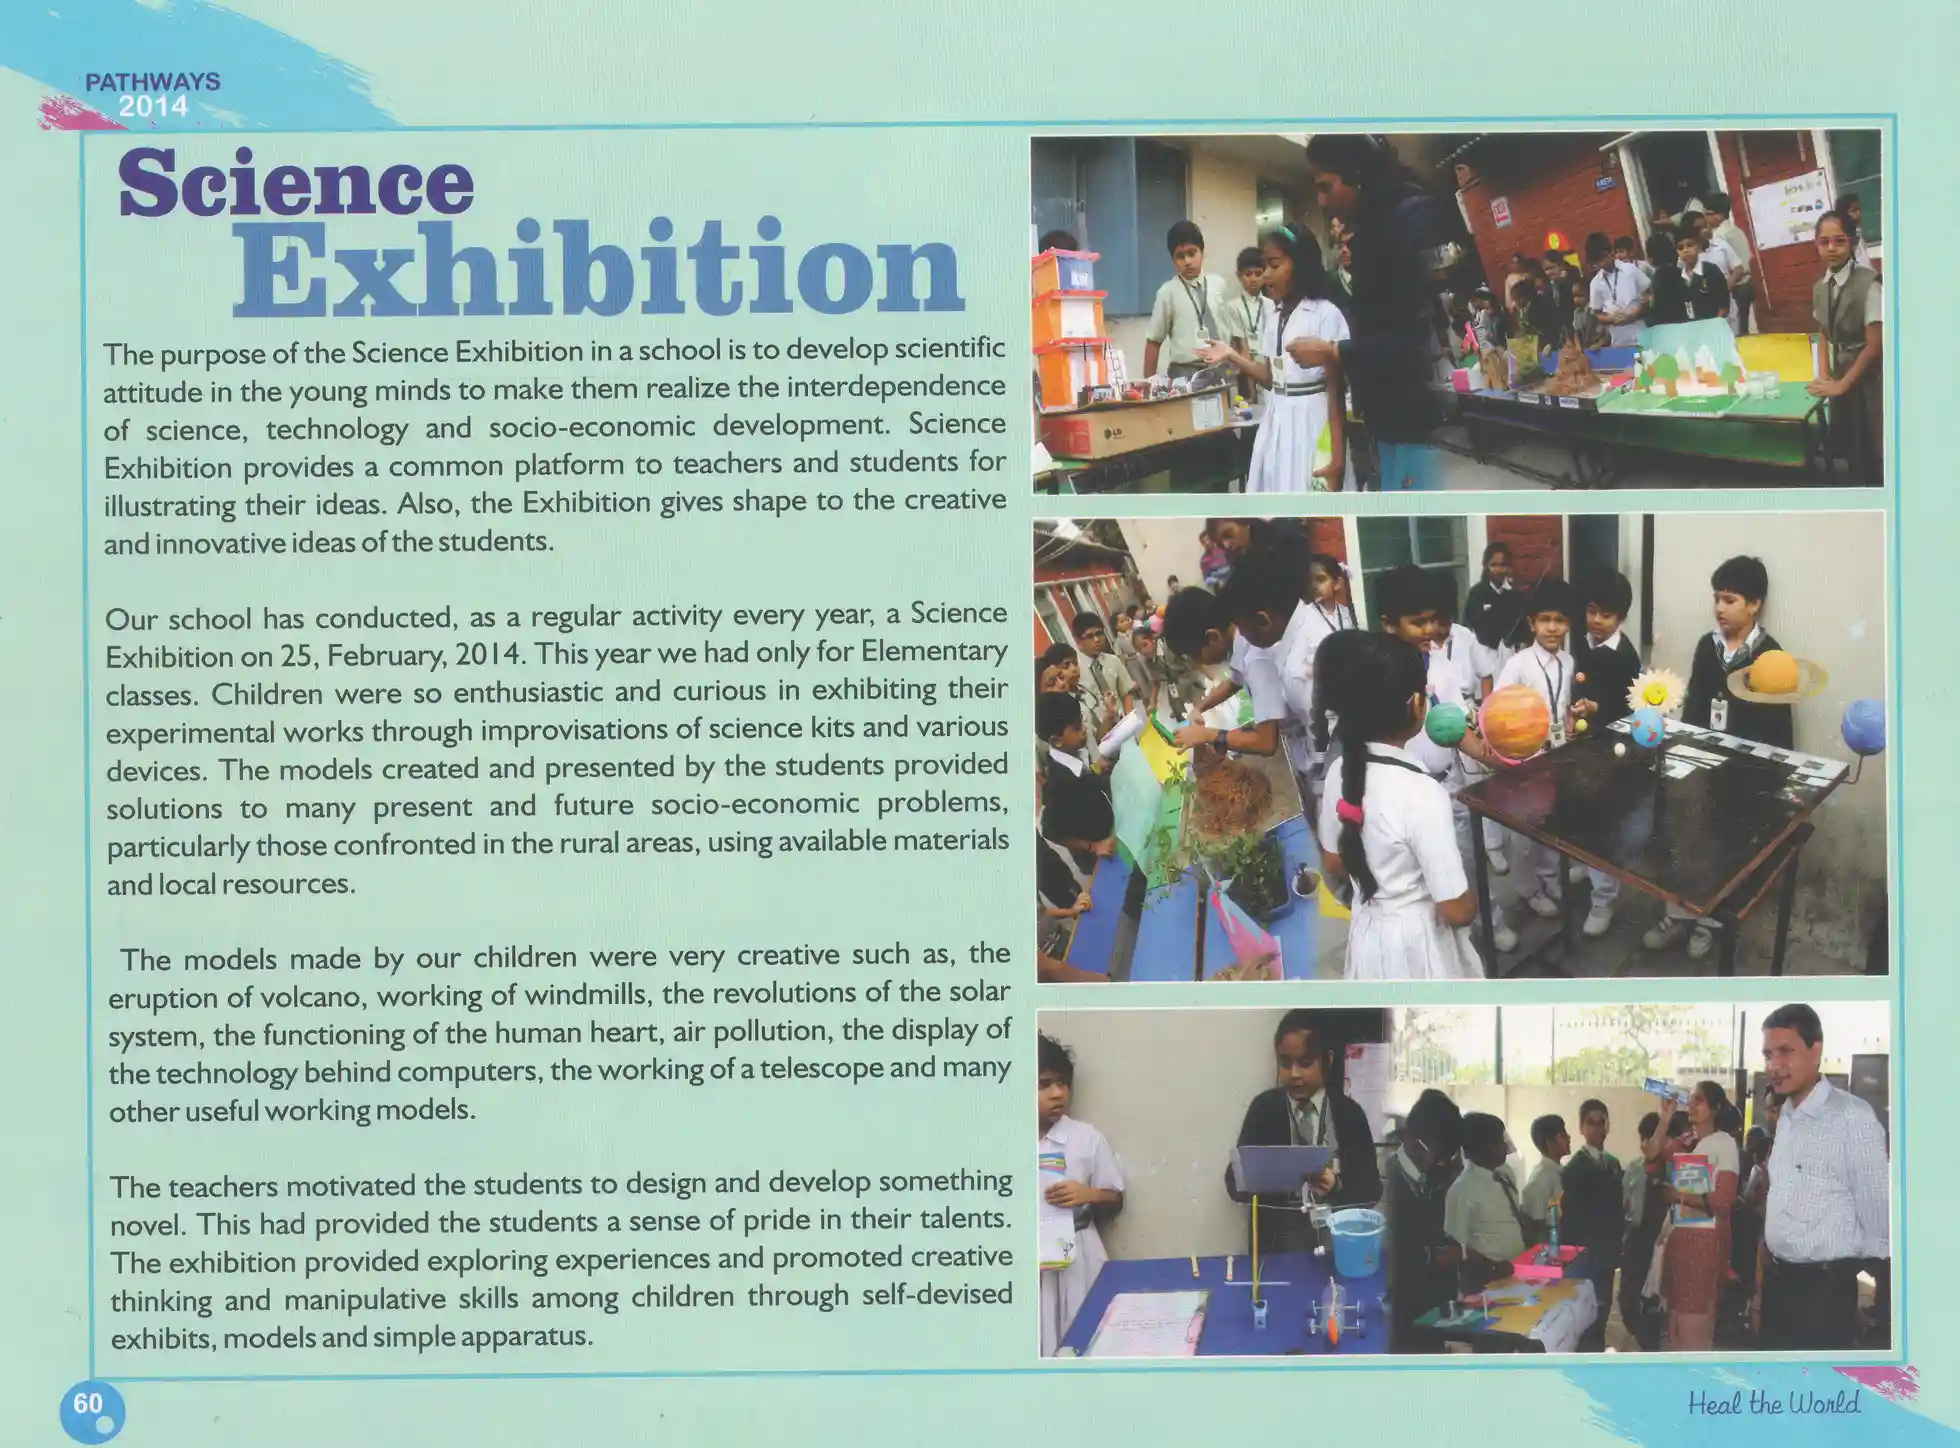 PATHWAYS
2014
Science
Exhibition
The purpose of the Science Exhibition in a school is to develop scientific
attitude in the young minds to make them realize the interdependence
of science, technology and socio-economic development. Science
Exhibition provides a common platform to teachers and students for
illustrating their ideas. Also, the Exhibition gives shape to the creative
and innovative ideas of the students.
Our school has conducted, as a regular activity every year, a Science
Exhibition on 25, February, 2014. This year we had only for Elementary
classes. Children were so enthusiastic and curious in exhibiting their
experimental works through improvisations of science kits and various
devices. The models created and presented by the students provided
solutions to many present and future socio-economic problems,
particularly those confronted in the rural areas, using available materials
and local resources.
The models made by our children were very creative such as, the
eruption of volcano, working of windmills, the revolutions of the solar
system, the functioning of the human heart, air pollution, the display of
the technology behind computers, the working of a telescope and many
other useful working models.
The teachers motivated the students to design and develop something
novel. This had provided the students a sense of pride in their talents.
The exhibition provided exploring experiences and promoted creative
thinking and manipulative skills among children through self-devised
exhibits, models and simple apparatus.
LG
60
Heal the World